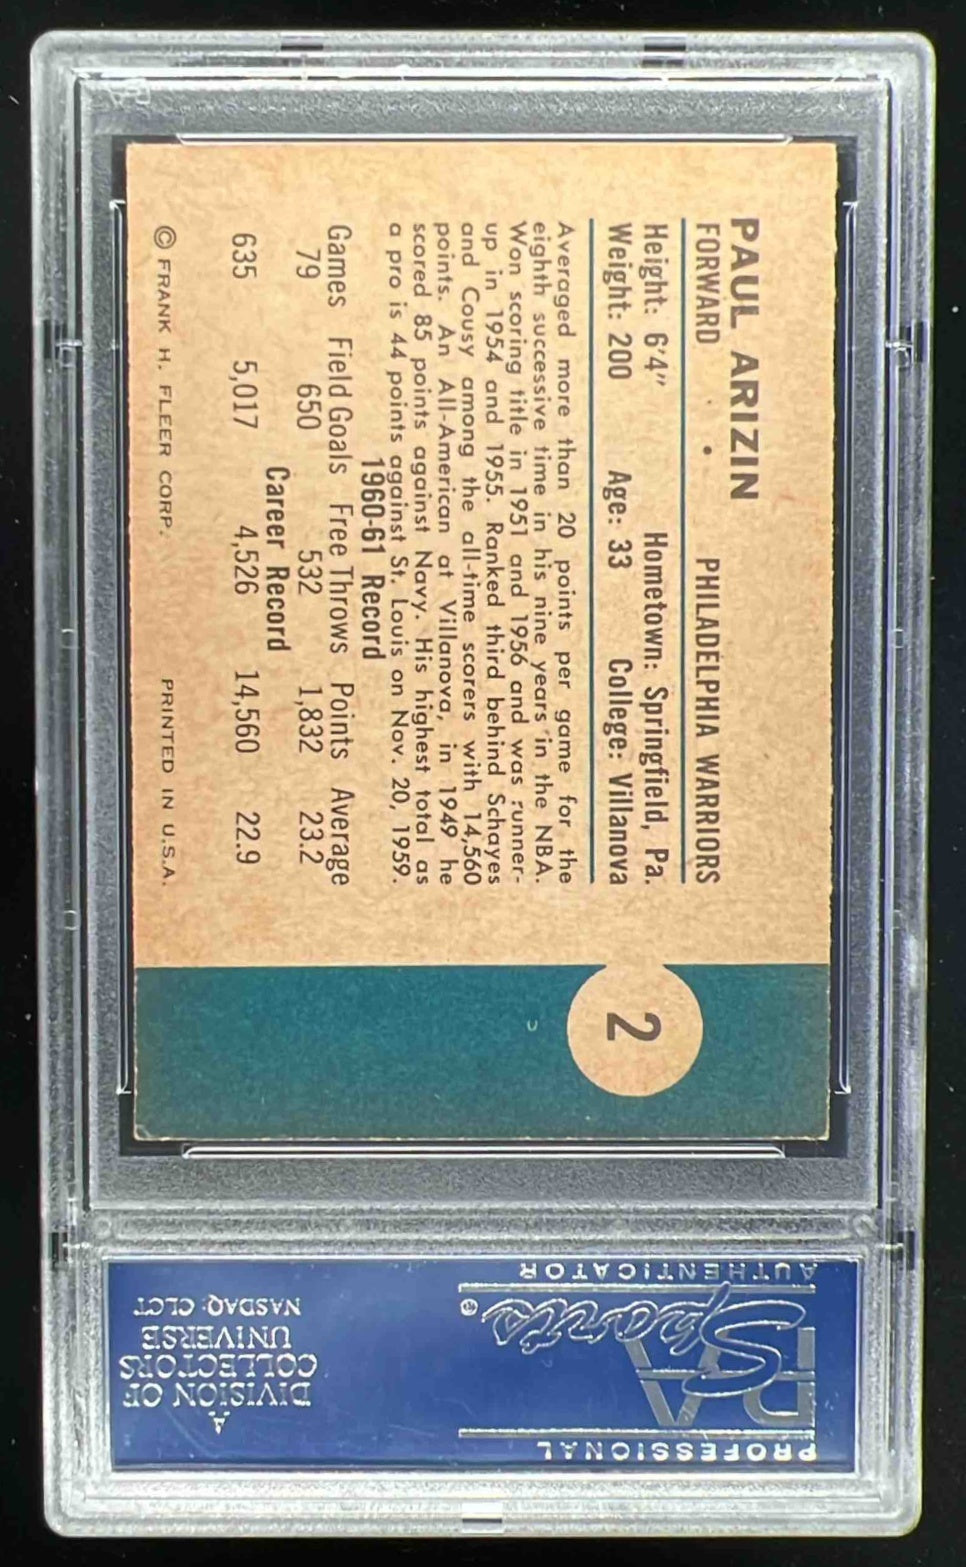 PAUL ARIZIN
FORWARD • PHILADELPHIA WARRIORS
Height: 6'4" Hometown: Springfield, Pa.
Weight: 200 Age: 33 College: Villanova
Averaged more than 20 points per game for the
eighth successive time in his nine years in the NBA.
Won scoring title in 1951 and 1956 and was runner-
up in 1954 and 1955. Ranked third behind Schayes
and Cousy among the all-time scorers with 14,560
points. An All-American at Villanova, in 1949 he
scored 85 points against Navy. His highest total as
a pro is 44 points against St. Louis on Nov. 20, 1959.
1960-61 Record
Games Field Goals Free Throws Points Average
79 650 532 1,832 23.2
Career Record
635 5,017 4,526 14,560 22.9
© FRANK H. FLEER CORP. PRINTED IN U.S.A.
2
PROFESSIONAL
PSA
Sports®
AUTHENTICATOR
A
DIVISION OF
COLLECTORS
UNIVERSE
NASDAQ: CLCT